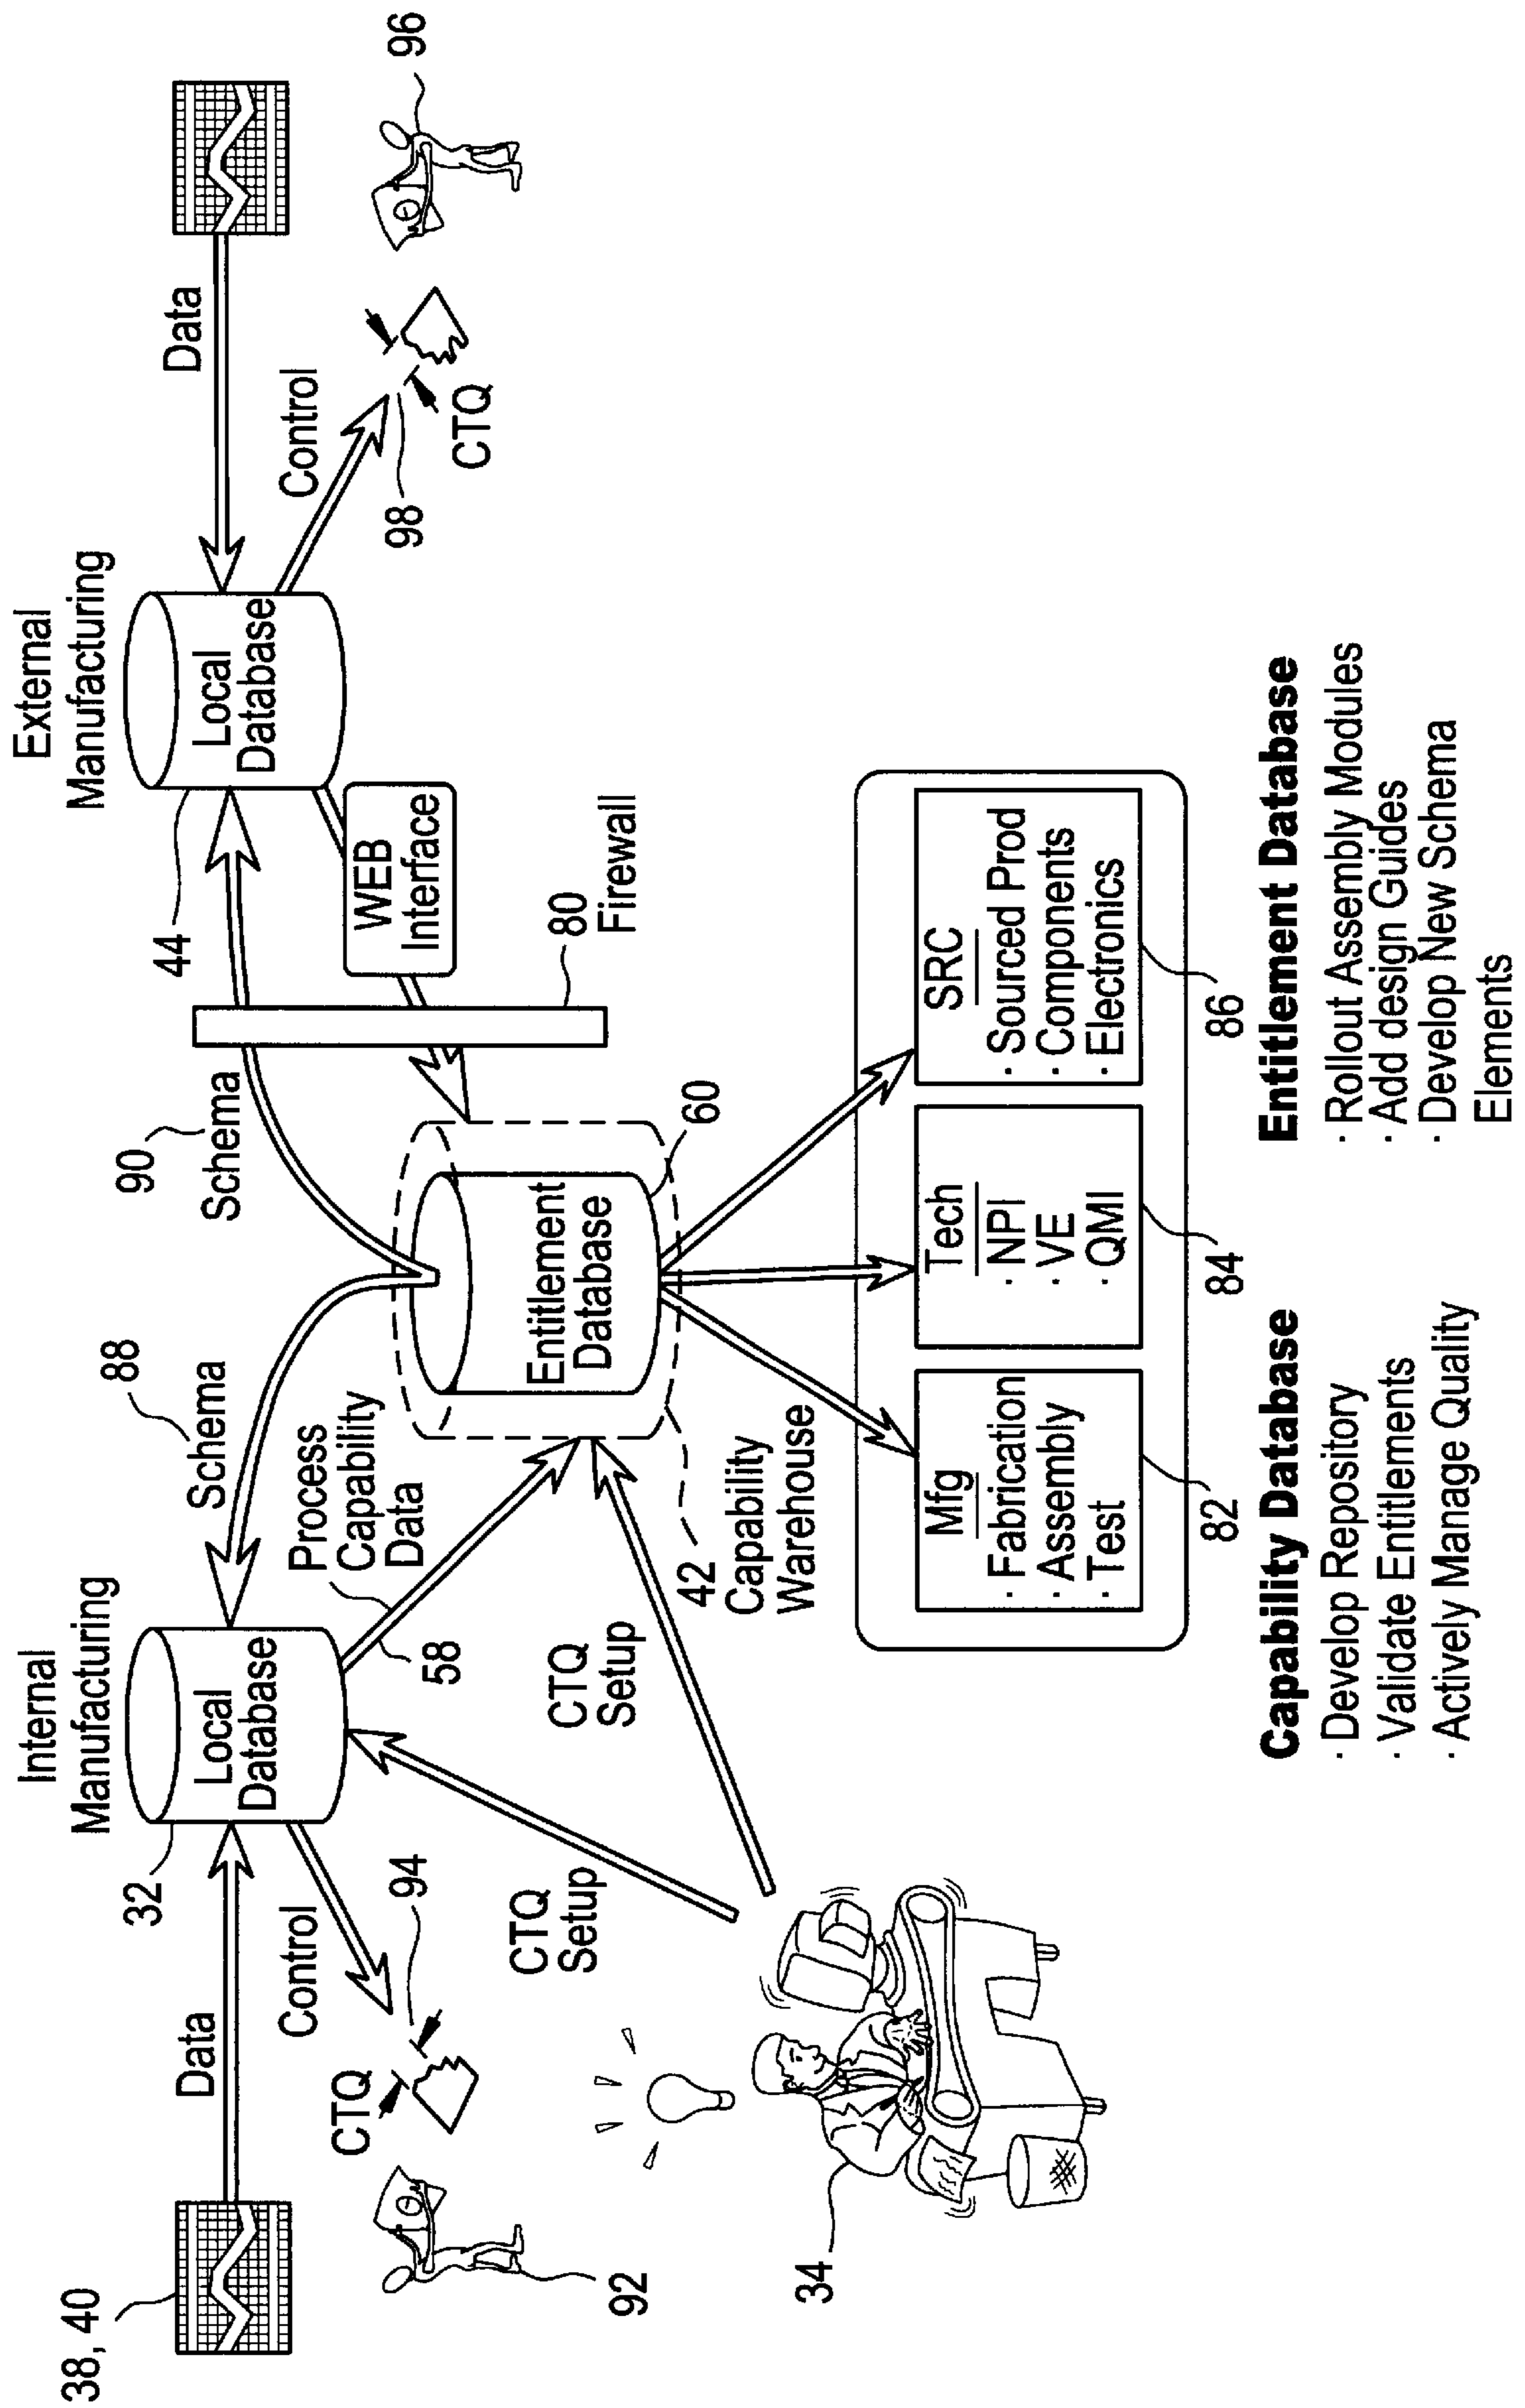 38, 40
Data
Internal
Manufacturing
32
Local
Database
Control
CTQ
94
92
88
Schema
90
Schema
Process
Capability
Data
58
CTQ
Setup
CTQ
Setup
34
Entitlement
Database
60
42
Capability
Warehouse
External
Manufacturing
44
Local
Database
WEB
Interface
80
Firewall
Data
Control
98
CTQ
96
Mfg
· Fabrication
· Assembly
· Test
82
Tech
· NPI
· VE
· QMI
84
SRC
· Sourced Prod
· Components
· Electronics
86
Capability Database
· Develop Repository
· Validate Entitlements
· Actively Manage Quality
Entitlement Database
· Rollout Assembly Modules
· Add design Guides
· Develop New Schema
Elements